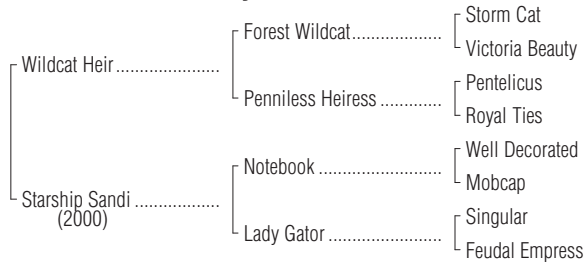 Storm Cat
Forest Wildcat..................
Victoria Beauty
Wildcat Heir.....................
Pentelicus
Penniless Heiress.............
Royal Ties
Well Decorated
Notebook.........................
Mobcap
Starship Sandi.................
(2000)
Singular
Lady Gator.......................
Feudal Empress